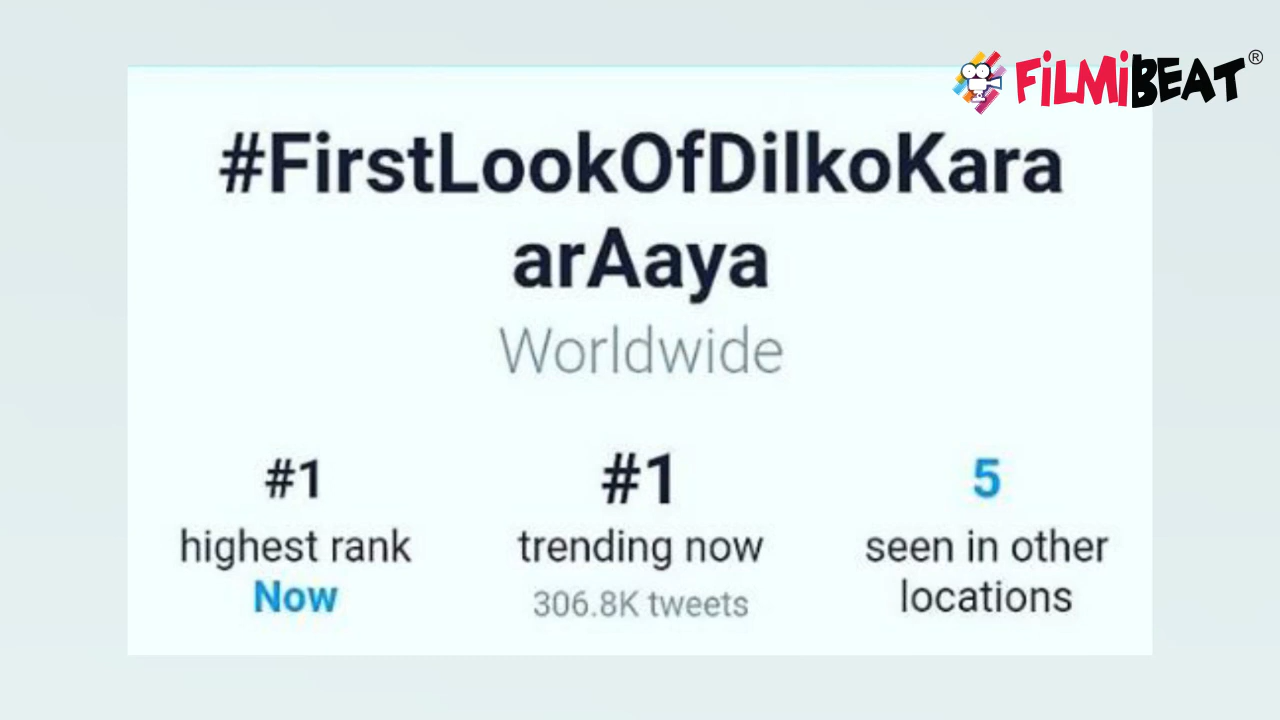 FiLMiBEAT®
#FirstLookOfDilkoKara
arAaya
Worldwide
#1
highest rank
Now
#1
trending now
306.8K tweets
5
seen in other
locations